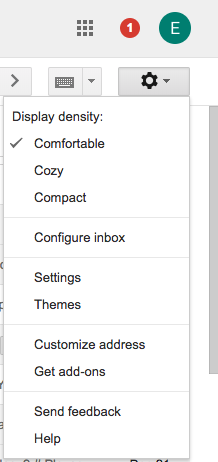 1
E
Display density:
Comfortable
Cozy
Compact
Configure inbox
Settings
Themes
Customize address
Get add-ons
Send feedback
Help